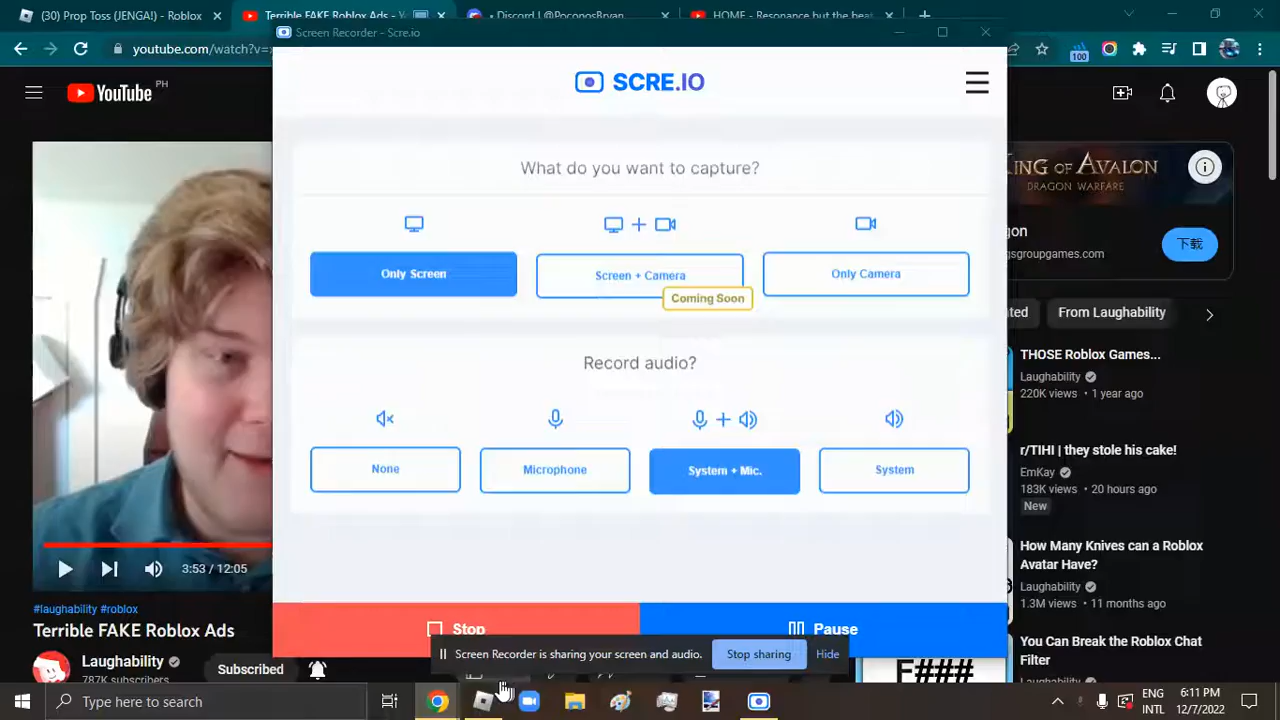 (30) Prop Toss (JENGA!) - Roblox
Terrible FAKE Roblox Ads - Y
- Discord | @PoconosBryan
HOME - Resonance but the beat
Screen Recorder - Scre.io
youtube.com/watch?v=
100
YouTube PH
SCRE.IO
KING OF AVALON
DRAGON WARFARE
What do you want to capture?
Only Screen
Screen + Camera
Only Camera
Coming Soon
gon
gsgroupgames.com
下載
ated
From Laughability
Record audio?
None
Microphone
System + Mic.
System
THOSE Roblox Games...
Laughability
220K views • 1 year ago
r/TIHI | they stole his cake!
EmKay
183K views • 20 hours ago
New
How Many Knives can a Roblox
Avatar Have?
Laughability
1.3M views • 11 months ago
You Can Break the Roblox Chat
Filter
Laughability
F###
3:53 / 12:05
#laughability #roblox
Terrible FAKE Roblox Ads
Laughability
787K subscribers
Subscribed
Stop
Pause
Screen Recorder is sharing your screen and audio.
Stop sharing
Hide
Type here to search
ENG
INTL
6:11 PM
12/7/2022